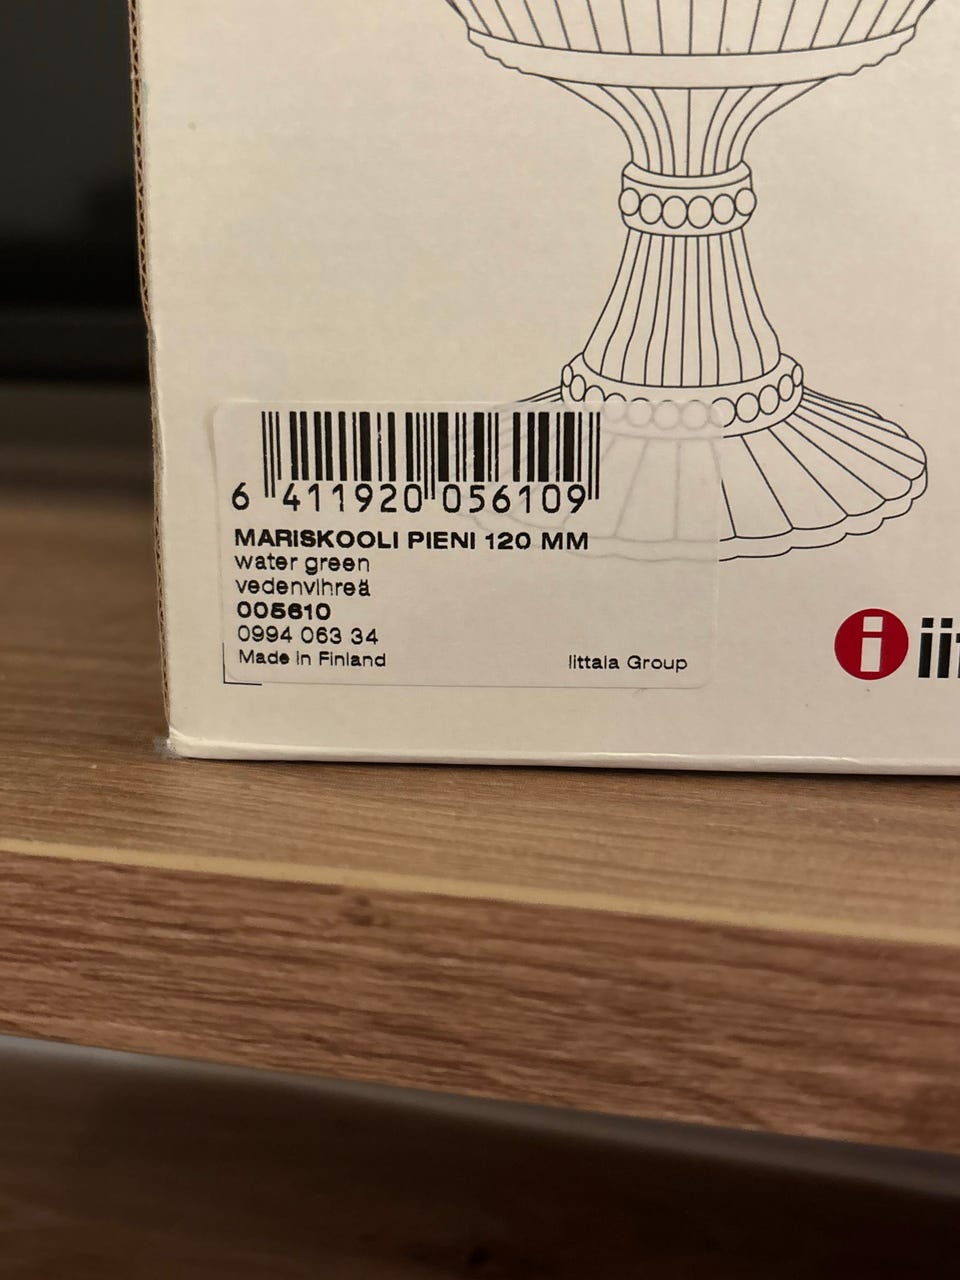 6 411920 056109
MARISKOOLI PIENI 120 MM
water green
vedenvihreä
005610
0994 063 34
Made in Finland
Iittala Group
i